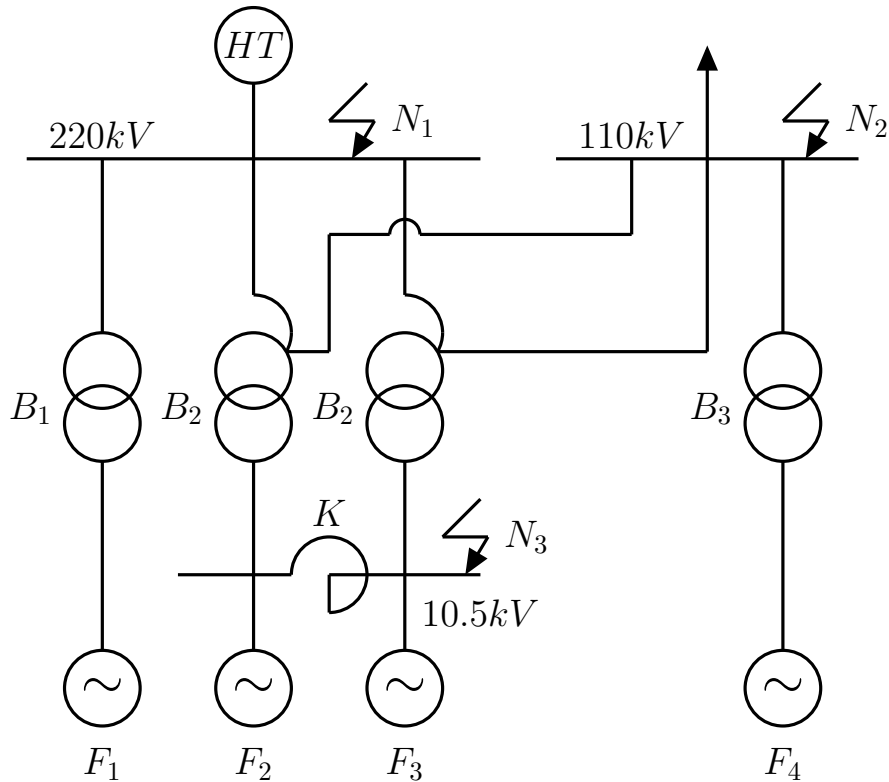 HT
220kV
N₁
110kV
N₂
B₁
B₂
B₂
B₃
K
N₃
10.5kV
~
~
~
~
F₁
F₂
F₃
F₄